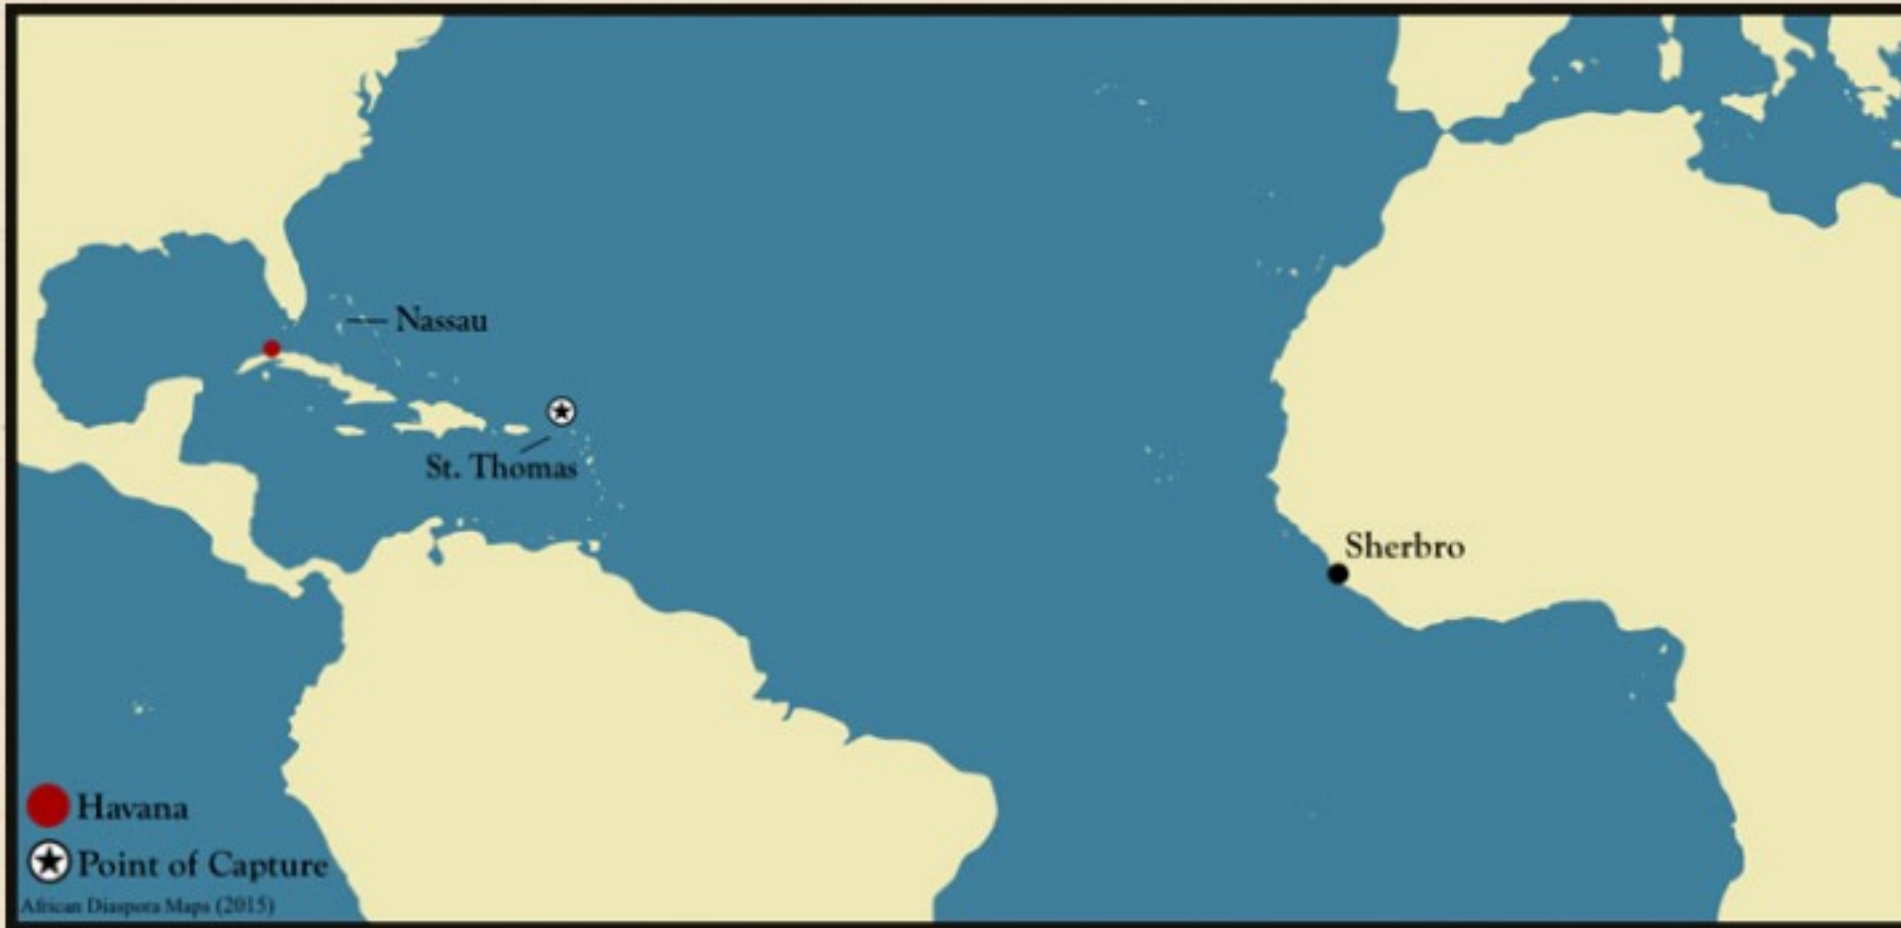 Nassau
St. Thomas
Sherbro
Havana
Point of Capture
African Diaspora Maps (2015)